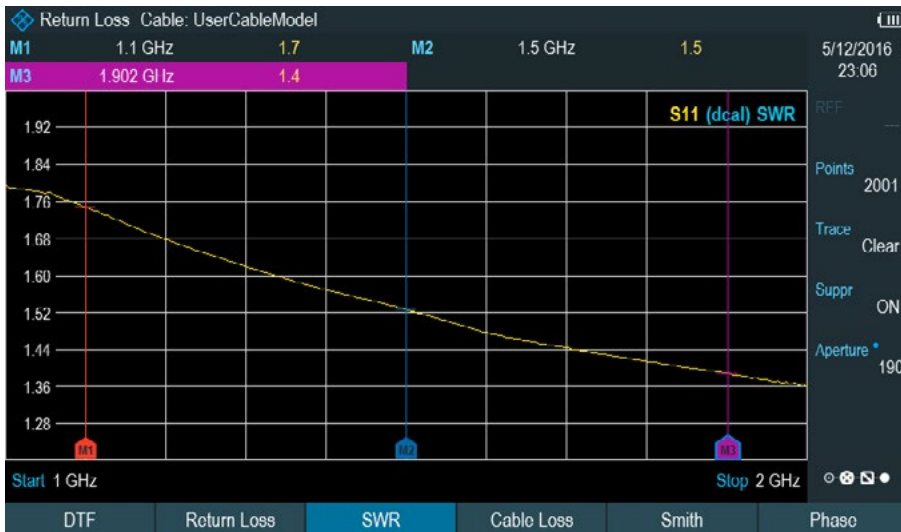 Return Loss Cable: UserCableModel
M1 1.1 GHz 1.7 M2 1.5 GHz 1.5 5/12/2016
M3 1.902 GHz 1.4 23:06
S11 (dcal) SWR
REF
---
1.92
1.84
1.76
1.68
1.60
1.52
1.44
1.36
1.28
Points
2001
Trace
Clear
Suppr
ON
Aperture
190
M1 M2 M3
Start 1 GHz Stop 2 GHz
DTF Return Loss SWR Cable Loss Smith Phase